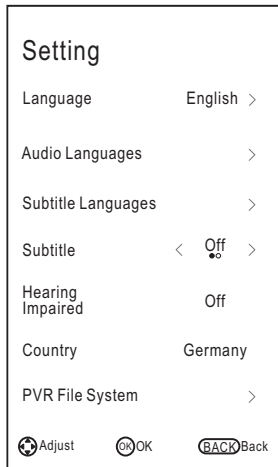 Setting
Language English >
Audio Languages >
Subtitle Languages >
Subtitle < Off >
Hearing
Impaired Off
Country Germany
PVR File System >
Adjust OK OK BACK Back